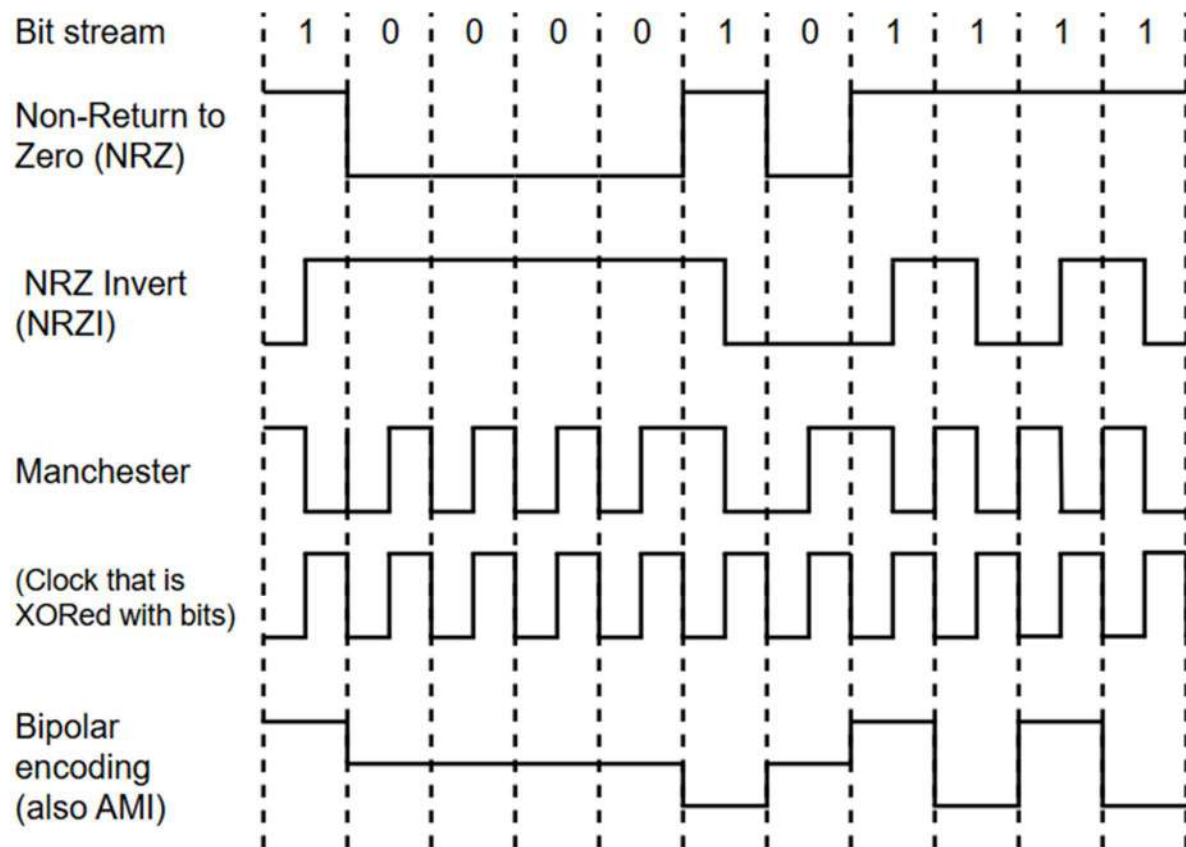 Bit stream 1 0 0 0 0 1 0 1 1 1 1
Non-Return to
Zero (NRZ)
NRZ Invert
(NRZI)
Manchester
(Clock that is
XORed with bits)
Bipolar
encoding
(also AMI)